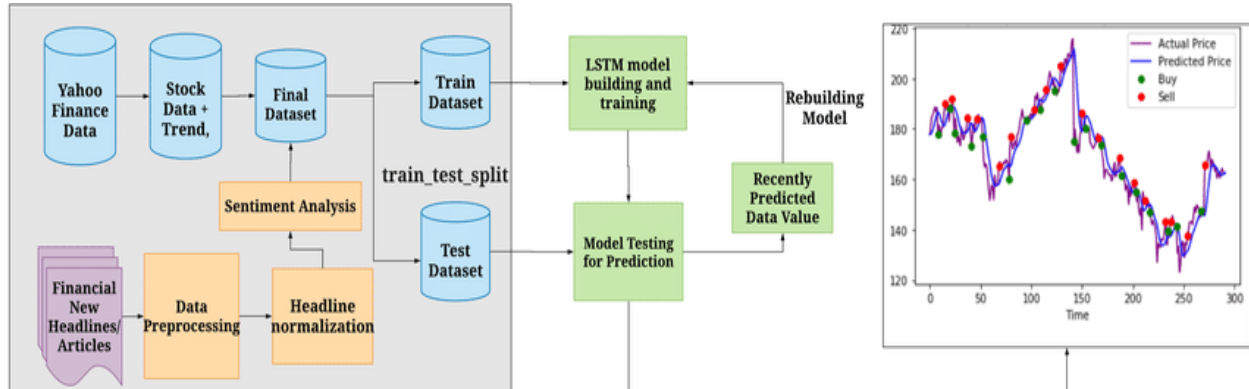 Yahoo
Finance
Data
Stock
Data +
Trend,
Final
Dataset
Train
Dataset
LSTM model
building and
training
Rebuilding
Model
train_test_split
Sentiment Analysis
Recently
Predicted
Data Value
Test
Dataset
Model Testing
for Prediction
Financial
New
Headlines/
Articles
Data
Preprocessing
Headline
normalization
220
200
180
160
140
120
0
50
100
150
200
250
300
Time
Actual Price
Predicted Price
Buy
Sell